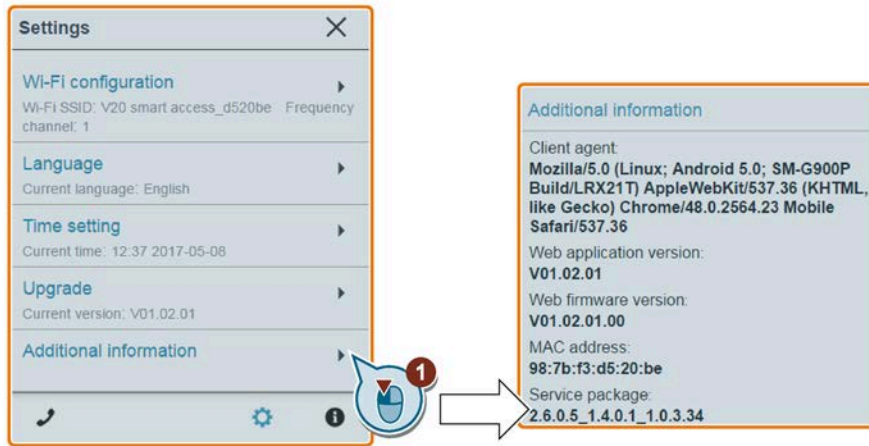 Settings
Wi-Fi configuration
Wi-Fi SSID: V20 smart access_d520be Frequency
channel: 1
Language
Current language: English
Time setting
Current time: 12:37 2017-05-08
Upgrade
Current version: V01.02.01
Additional information
1
Additional information
Client agent:
Mozilla/5.0 (Linux; Android 5.0; SM-G900P
Build/LRX21T) AppleWebKit/537.36 (KHTML,
like Gecko) Chrome/48.0.2564.23 Mobile
Safari/537.36
Web application version:
V01.02.01
Web firmware version:
V01.02.01.00
MAC address:
98:7b:f3:d5:20:be
Service package:
2.6.0.5_1.4.0.1_1.0.3.34